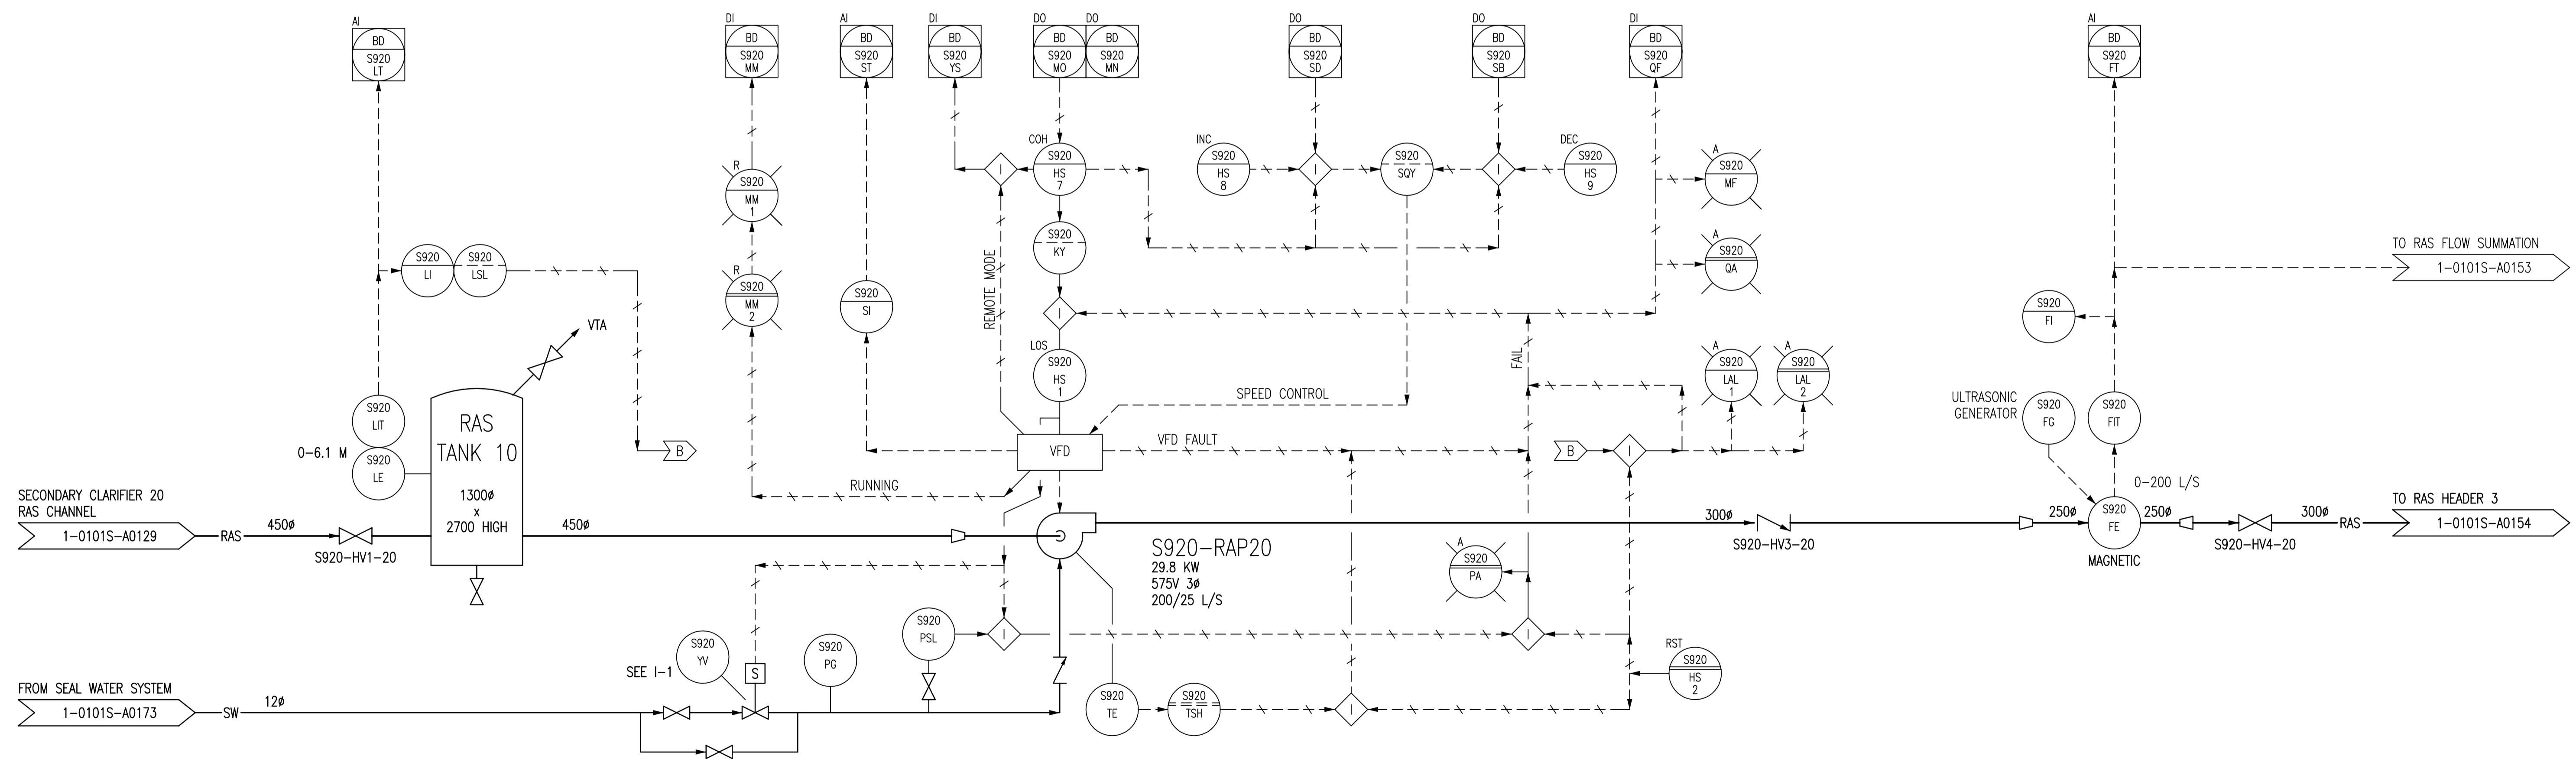 AI
BD
S920
LT
DI
BD
S920
MM
AI
BD
S920
ST
DI
BD
S920
YS
DO
BD
S920
MO
DO
BD
S920
MN
DO
BD
S920
SD
DO
BD
S920
SB
DI
BD
S920
QF
AI
BD
S920
FT
R
S920
MM
1
COH
S920
HS
7
INC
S920
HS
8
S920
SQY
DEC
S920
HS
9
A
S920
MF
S920
LI
S920
LSL
R
S920
MM
2
S920
SI
REMOTE MODE
S920
KY
A
S920
QA
TO RAS FLOW SUMMATION
1-0101S-A0153
S920
FI
VTA
LOS
S920
HS
1
FAIL
A
S920
LAL
1
A
S920
LAL
2
SPEED CONTROL
ULTRASONIC
GENERATOR
S920
FG
S920
FIT
S920
LIT
0-6.1 M
S920
LE
RAS
TANK 10
1300ø
x
2700 HIGH
B
VFD
VFD FAULT
B
I
I
I
I
I
I
I
I
RUNNING
0-200 L/S
SECONDARY CLARIFIER 20
RAS CHANNEL
1-0101S-A0129
RAS
450ø
S920-HV1-20
450ø
S920-RAP20
29.8 KW
575V 3ø
200/25 L/S
300ø
S920-HV3-20
250ø
S920
FE
MAGNETIC
250ø
S920-HV4-20
300ø
RAS
TO RAS HEADER 3
1-0101S-A0154
A
S920
PA
S920
PSL
S920
YV
SEE I-1
S
S920
PG
RST
S920
HS
2
FROM SEAL WATER SYSTEM
1-0101S-A0173
SW
12ø
S920
TE
S920
TSH